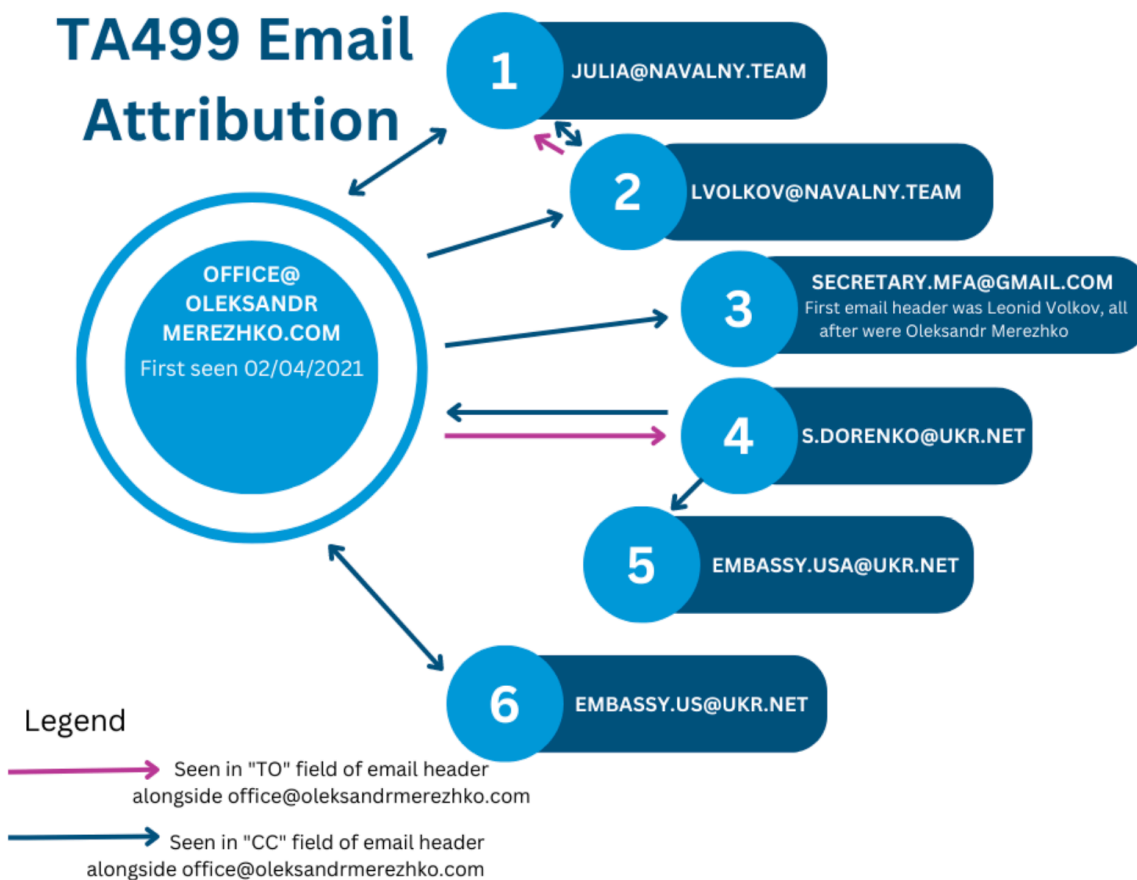 TA499 Email
Attribution
1
JULIA@NAVALNY.TEAM
2
LVOLKOV@NAVALNY.TEAM
OFFICE@
OLEKSANDR
MEREZHKO.COM
First seen 02/04/2021
3
SECRETARY.MFA@GMAIL.COM
First email header was Leonid Volkov, all
after were Oleksandr Merezhko
4
S.DORENKO@UKR.NET
5
EMBASSY.USA@UKR.NET
6
EMBASSY.US@UKR.NET
Legend
Seen in "TO" field of email header
alongside office@oleksandrmerezhko.com
Seen in "CC" field of email header
alongside office@oleksandrmerezhko.com